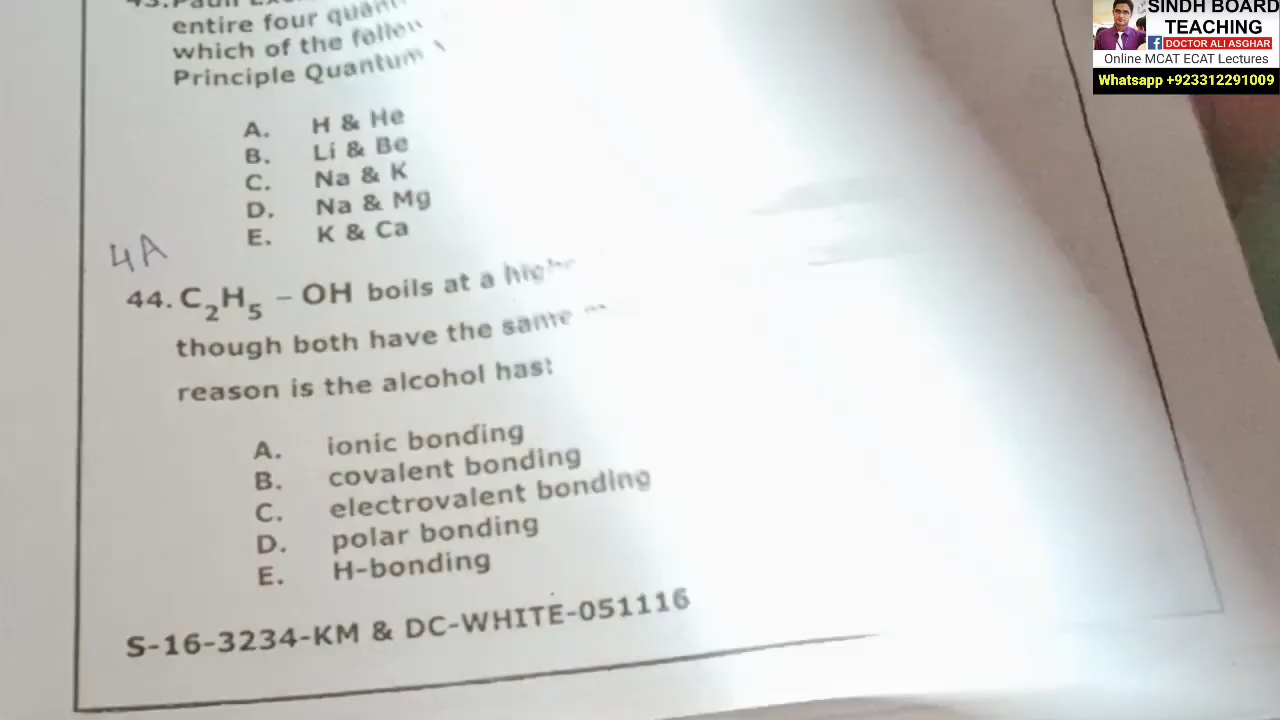 SINDH BOARD
TEACHING
DOCTOR ALI ASGHAR
Online MCAT ECAT Lectures
Whatsapp +923312291009
entire four
which of the
Principle Quantum
A. H & He
B. Li & Be
C. Na & K
D. Na & Mg
E. K & Ca
4A
44. C₂H₅ – OH boils at a
though both have the same
reason is the alcohol has:
A. ionic bonding
B. covalent bonding
C. electrovalent bonding
D. polar bonding
E. H-bonding
S-16-3234-KM & DC-WHITE-051116